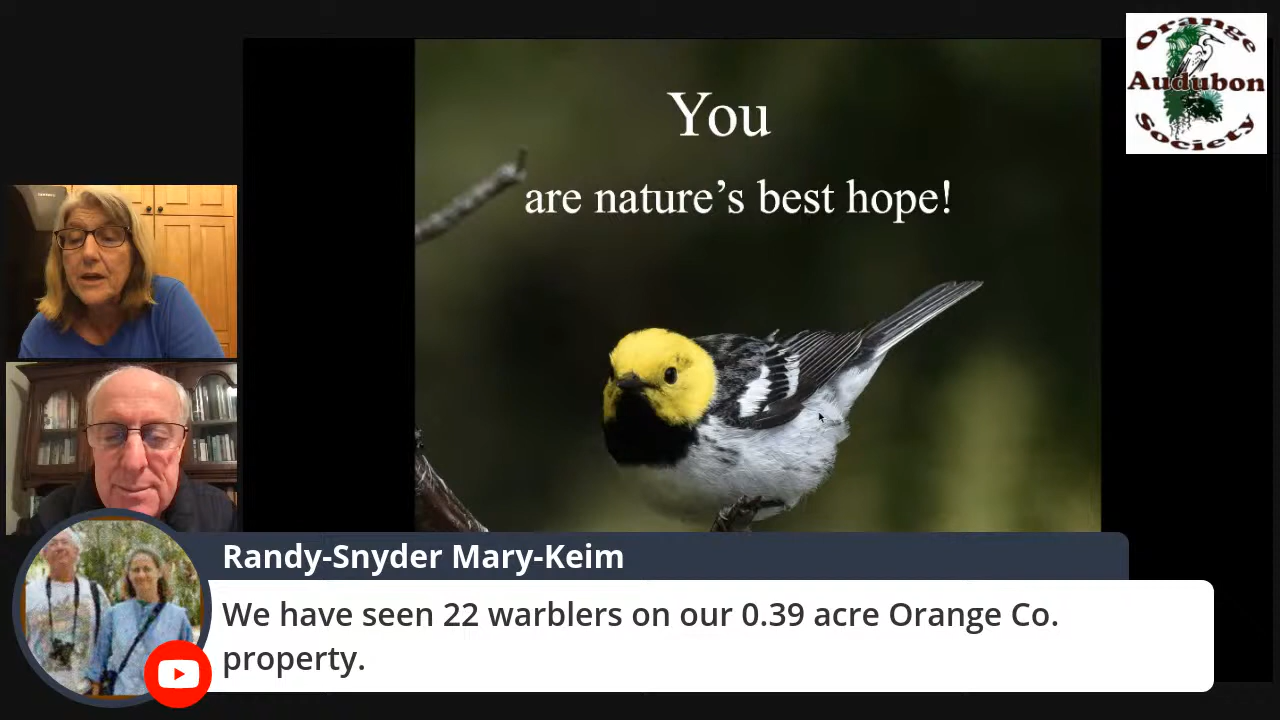 Orange
Audubon
Society
You
are nature's best hope!
Randy-Snyder Mary-Keim
We have seen 22 warblers on our 0.39 acre Orange Co.
property.